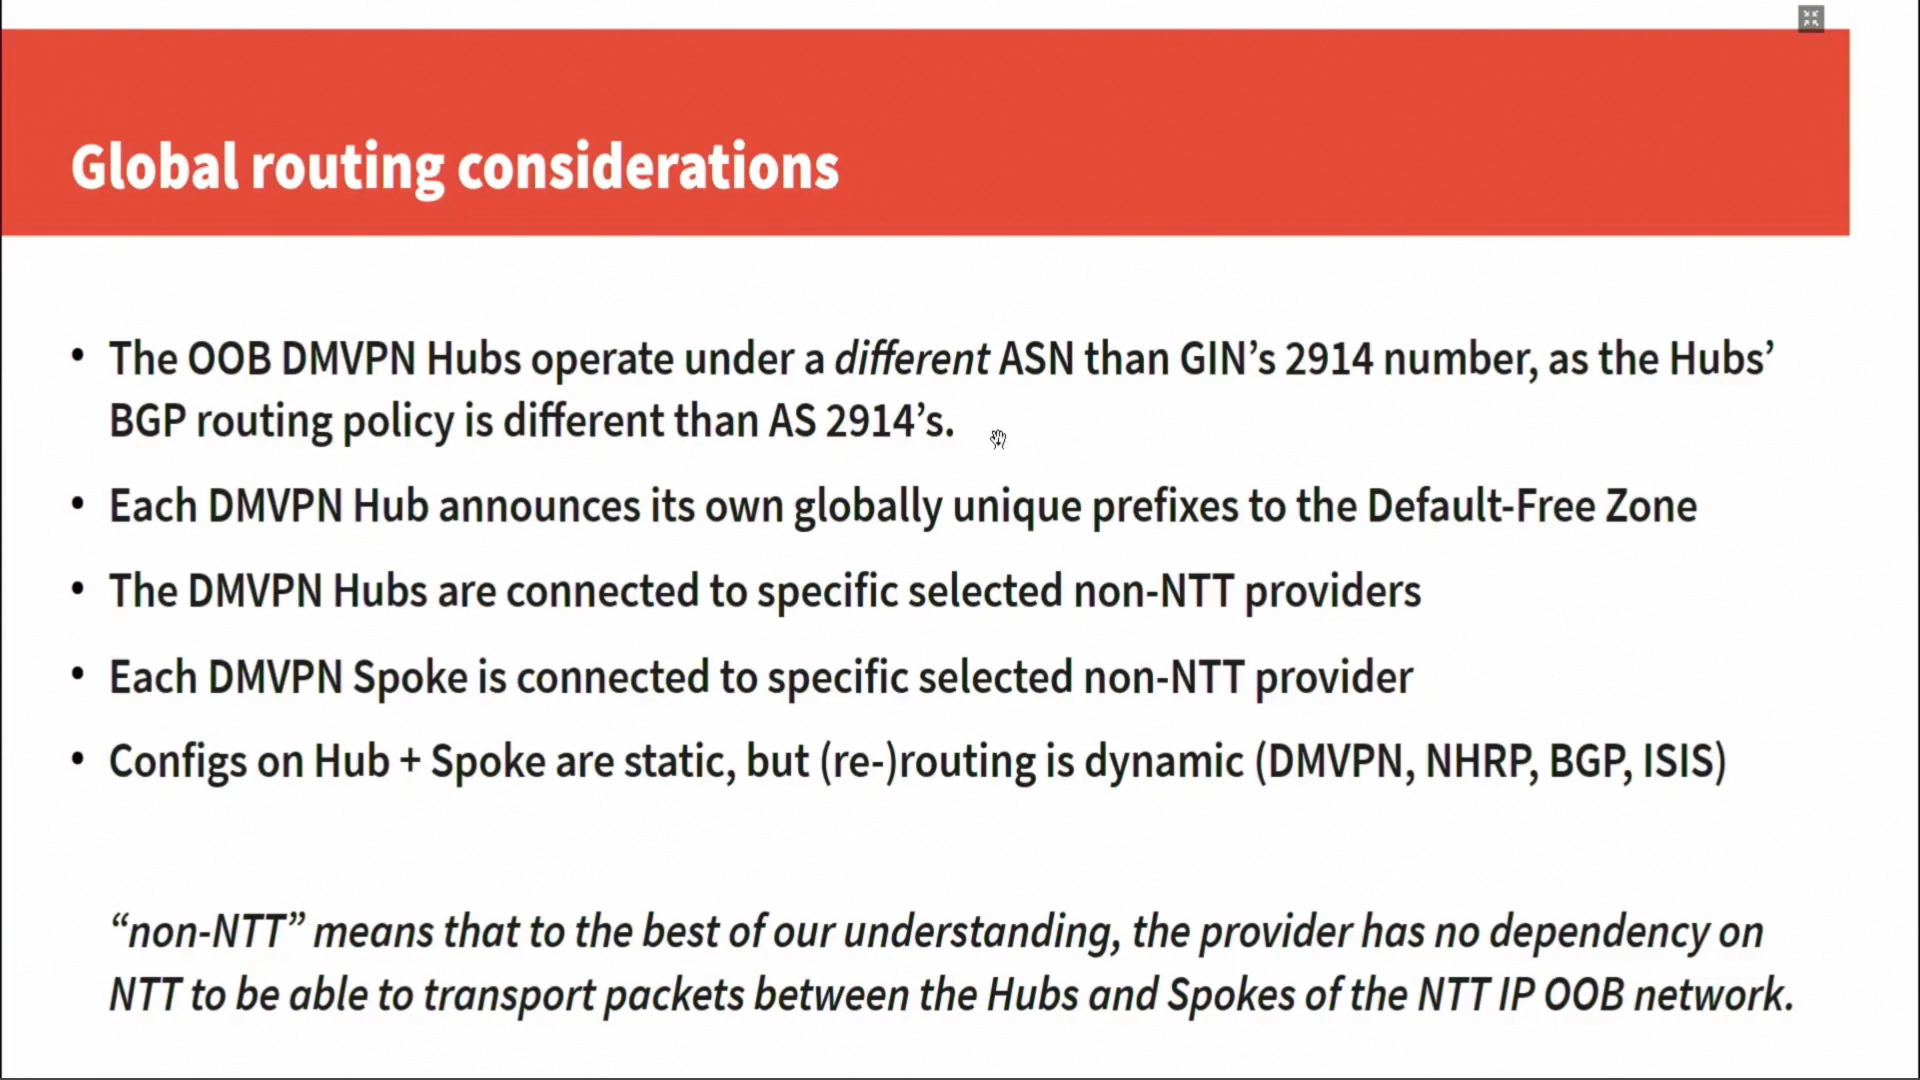 Global routing considerations
• The OOB DMVPN Hubs operate under a different ASN than GIN’s 2914 number, as the Hubs’
BGP routing policy is different than AS 2914’s.
• Each DMVPN Hub announces its own globally unique prefixes to the Default-Free Zone
• The DMVPN Hubs are connected to specific selected non-NTT providers
• Each DMVPN Spoke is connected to specific selected non-NTT provider
• Configs on Hub + Spoke are static, but (re-)routing is dynamic (DMVPN, NHRP, BGP, ISIS)
“non-NTT” means that to the best of our understanding, the provider has no dependency on
NTT to be able to transport packets between the Hubs and Spokes of the NTT IP OOB network.